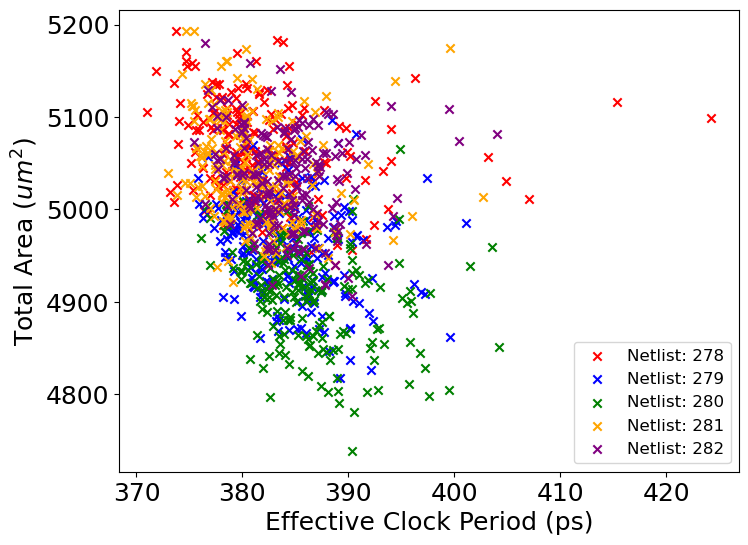 5200
5100
5000
4900
4800
Total Area (um²)
370 380 390 400 410 420
Effective Clock Period (ps)
Netlist: 278
Netlist: 279
Netlist: 280
Netlist: 281
Netlist: 282